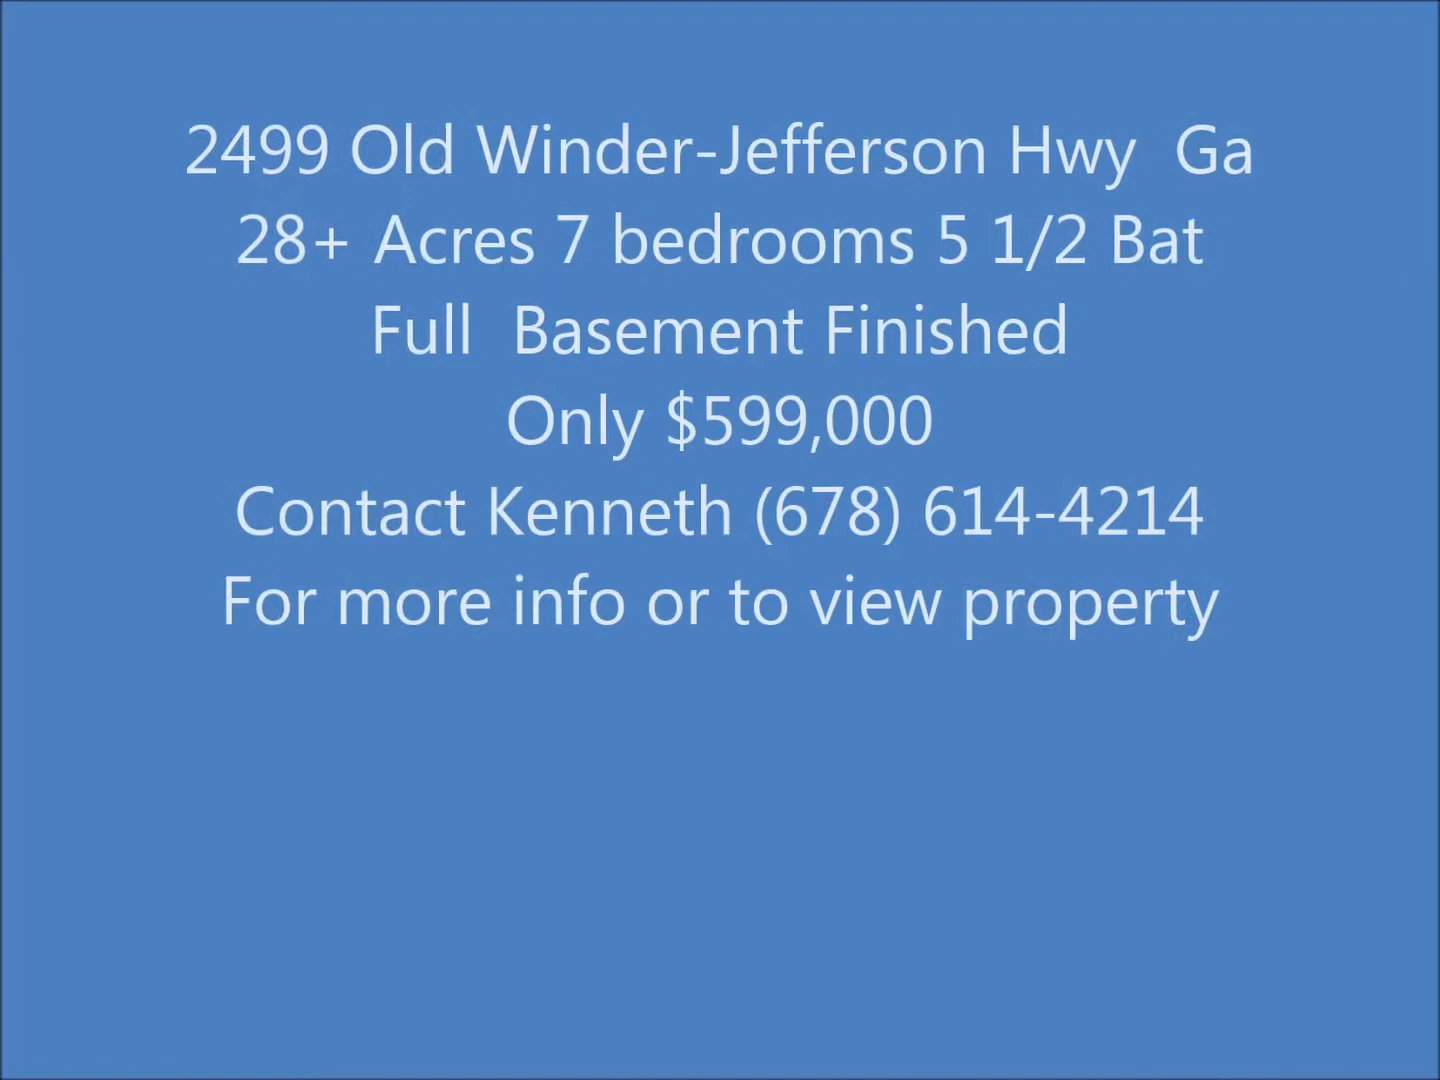 2499 Old Winder-Jefferson Hwy  Ga
28+ Acres 7 bedrooms 5 1/2 Bat
Full  Basement Finished
Only $599,000
Contact Kenneth (678) 614-4214
For more info or to view property